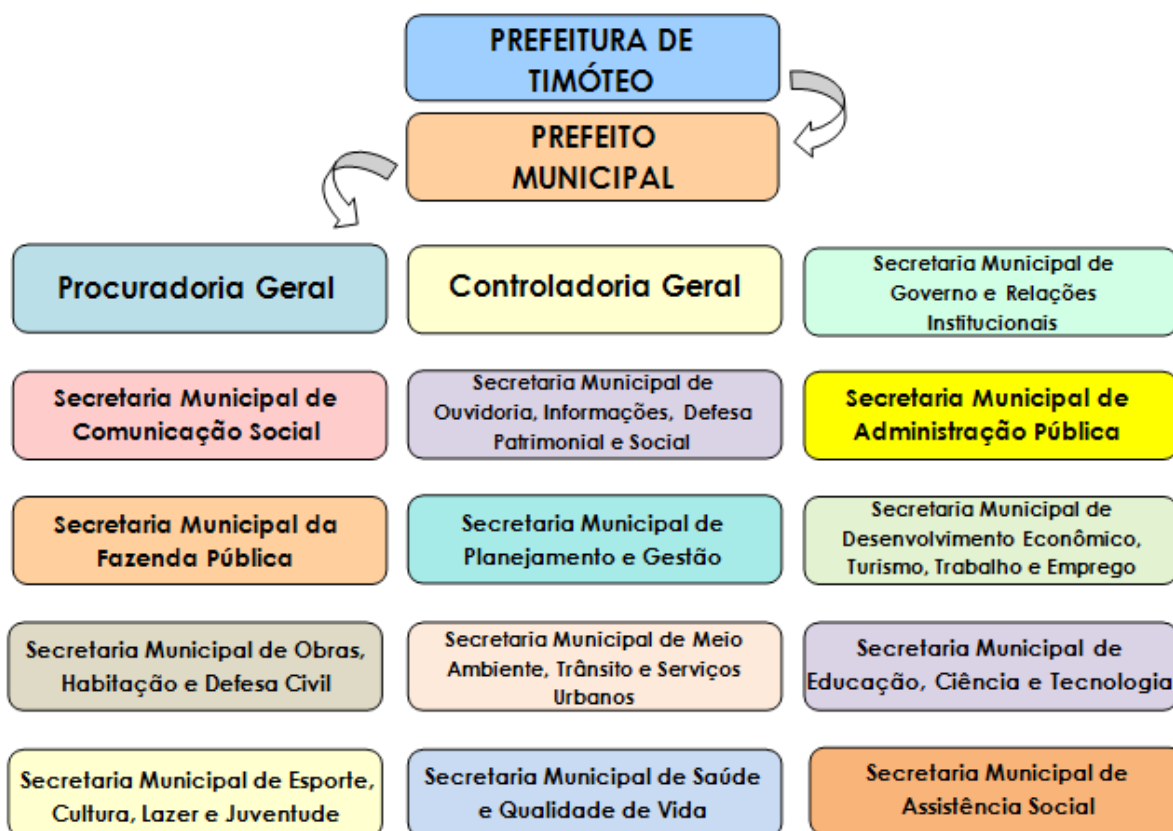 PREFEITURA DE
TIMÓTEO
PREFEITO
MUNICIPAL
Procuradoria Geral
Controladoria Geral
Secretaria Municipal de
Governo e Relações
Institucionais
Secretaria Municipal de
Comunicação Social
Secretaria Municipal de
Ouvidoria, Informações, Defesa
Patrimonial e Social
Secretaria Municipal de
Administração Pública
Secretaria Municipal da
Fazenda Pública
Secretaria Municipal de
Planejamento e Gestão
Secretaria Municipal de
Desenvolvimento Econômico,
Turismo, Trabalho e Emprego
Secretaria Municipal de Obras,
Habitação e Defesa Civil
Secretaria Municipal de Meio
Ambiente, Trânsito e Serviços
Urbanos
Secretaria Municipal de
Educação, Ciência e Tecnologia
Secretaria Municipal de Esporte,
Cultura, Lazer e Juventude
Secretaria Municipal de Saúde
e Qualidade de Vida
Secretaria Municipal de
Assistência Social